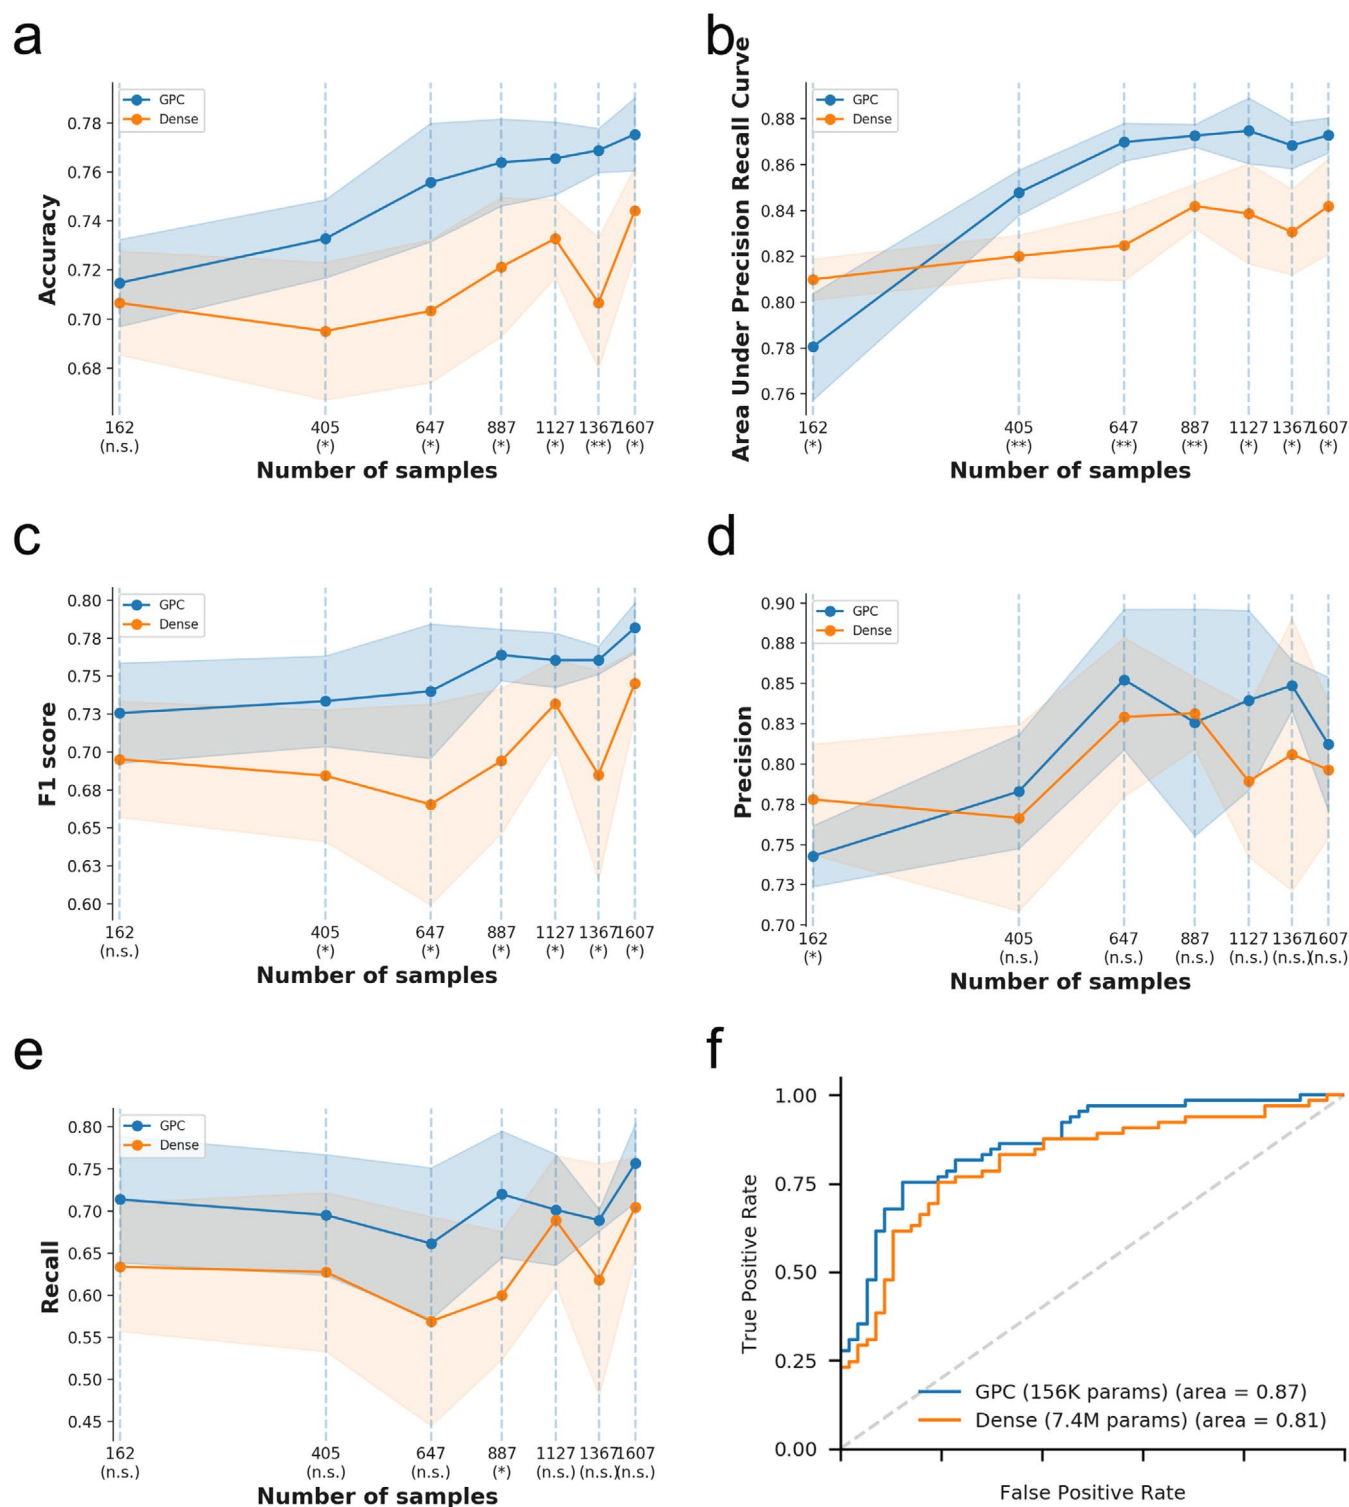 a
GPC
Dense
Accuracy
0.78
0.76
0.74
0.72
0.70
0.68
162 405 647 887 1127 1367 1607
(n.s.) (*) (*) (*) (*) (**) (*)
Number of samples
b
GPC
Dense
Area Under Precision Recall Curve
0.88
0.86
0.84
0.82
0.80
0.78
0.76
162 405 647 887 1127 1367 1607
(*) (**) (**) (**) (*) (*) (*)
Number of samples
c
GPC
Dense
F1 score
0.80
0.78
0.75
0.73
0.70
0.68
0.65
0.63
0.60
162 405 647 887 1127 1367 1607
(n.s.) (*) (*) (*) (*) (*) (*)
Number of samples
d
GPC
Dense
Precision
0.90
0.88
0.85
0.83
0.80
0.78
0.75
0.73
0.70
162 405 647 887 1127 1367 1607
(*) (n.s.) (n.s.) (n.s.) (n.s.) (n.s.) (n.s.)
Number of samples
e
GPC
Dense
Recall
0.80
0.75
0.70
0.65
0.60
0.55
0.50
0.45
162 405 647 887 1127 1367 1607
(n.s.) (n.s.) (n.s.) (*) (n.s.) (n.s.) (n.s.)
Number of samples
f
True Positive Rate
1.00
0.75
0.50
0.25
0.00
GPC (156K params) (area = 0.87)
Dense (7.4M params) (area = 0.81)
False Positive Rate